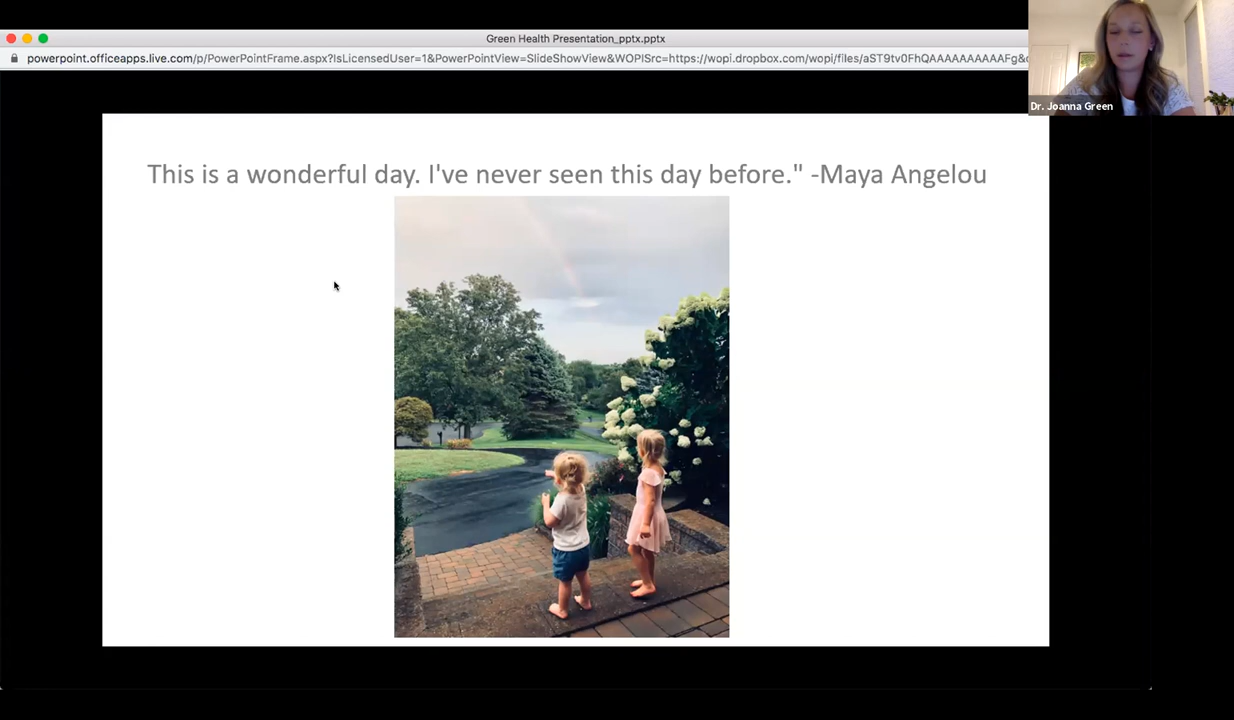 Green Health Presentation_pptx.pptx
powerpoint.officeapps.live.com/p/PowerPointFrame.aspx?IsLicensedUser=1&PowerPointView=SlideShowView&WOPISrc=https://wopi.dropbox.com/wopi/files/aST9tv0FhQAAAAAAAAAAFg&
Dr. Joanna Green
This is a wonderful day. I've never seen this day before." -Maya Angelou